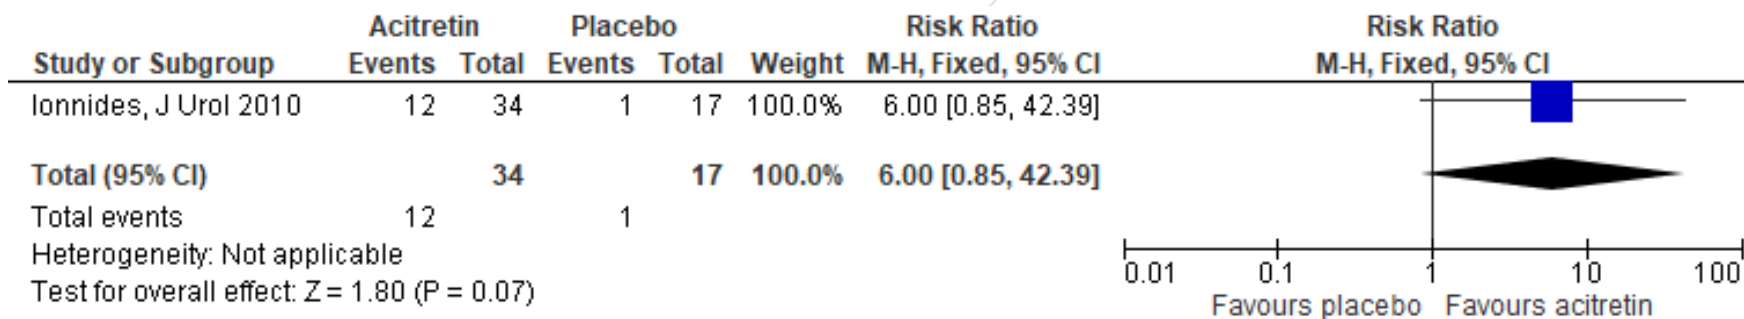 Acitretin Placebo Risk Ratio Risk Ratio
Study or Subgroup Events Total Events Total Weight M-H, Fixed, 95% CI M-H, Fixed, 95% CI
Ionnides, J Urol 2010 12 34 1 17 100.0% 6.00 [0.85, 42.39]
Total (95% CI) 34 17 100.0% 6.00 [0.85, 42.39]
Total events 12 1
Heterogeneity: Not applicable
Test for overall effect: Z = 1.80 (P = 0.07)
0.01 0.1 1 10 100
Favours placebo Favours acitretin